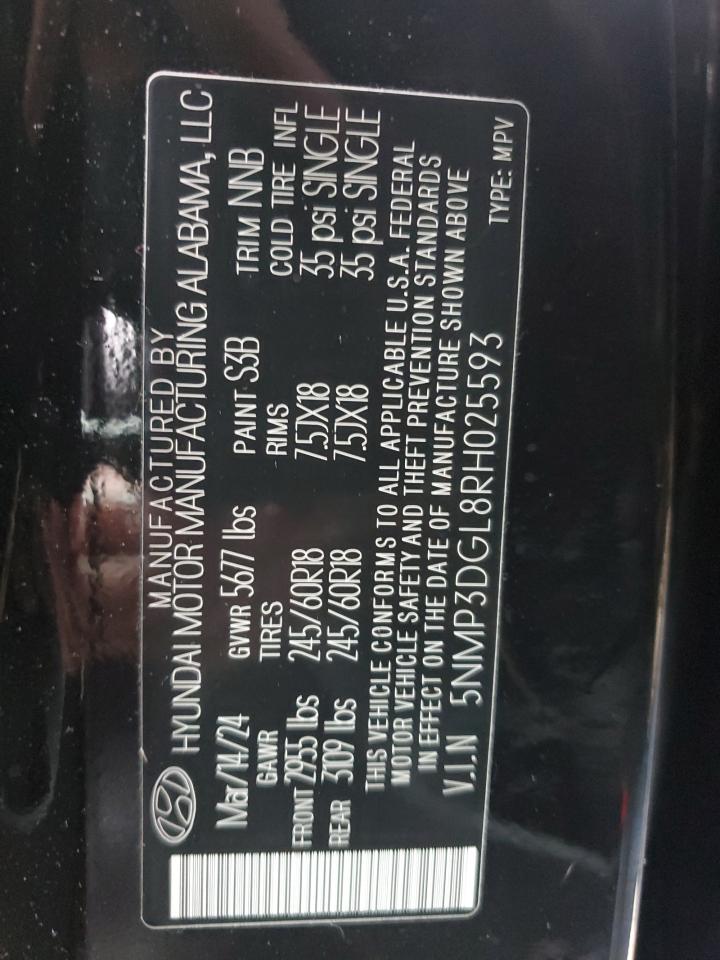 MANUFACTURED BY
HYUNDAI MOTOR MANUFACTURING ALABAMA, LLC
Mar/14/24 GVWR 5677 lbs PAINT S3B TRIM NNB
GAWR TIRES RIMS COLD TIRE INFL
FRONT 2955 lbs 245/60R18 7.5JX18 35 psi SINGLE
REAR 3109 lbs 245/60R18 7.5JX18 35 psi SINGLE
THIS VEHICLE CONFORMS TO ALL APPLICABLE U.S.A. FEDERAL
MOTOR VEHICLE SAFETY AND THEFT PREVENTION STANDARDS
IN EFFECT ON THE DATE OF MANUFACTURE SHOWN ABOVE
V.I.N 5NMP3DGL8RH025593 TYPE: MPV